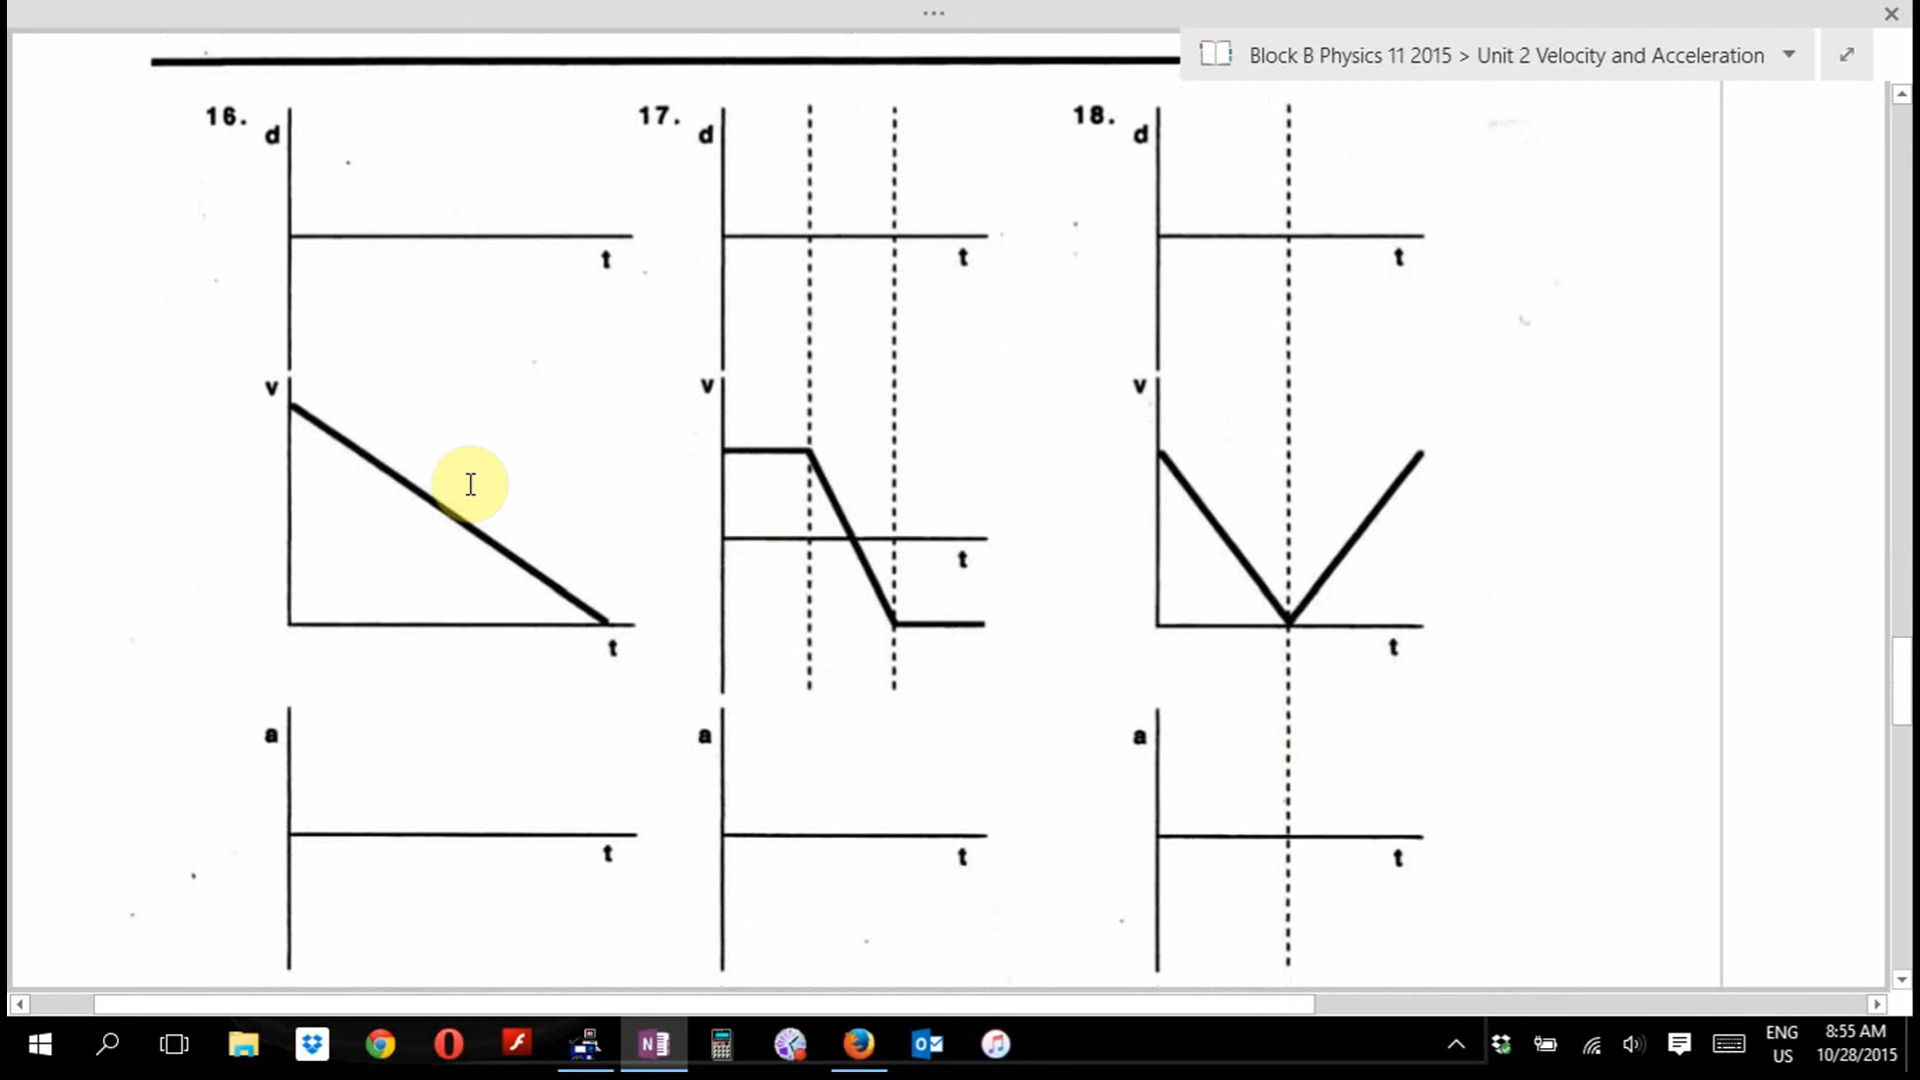 Block B Physics 11 2015 > Unit 2 Velocity and Acceleration
16.
d
t
17.
d
t
18.
d
t
v
t
v
t
v
t
a
t
a
t
a
t
ENG
US
8:55 AM
10/28/2015